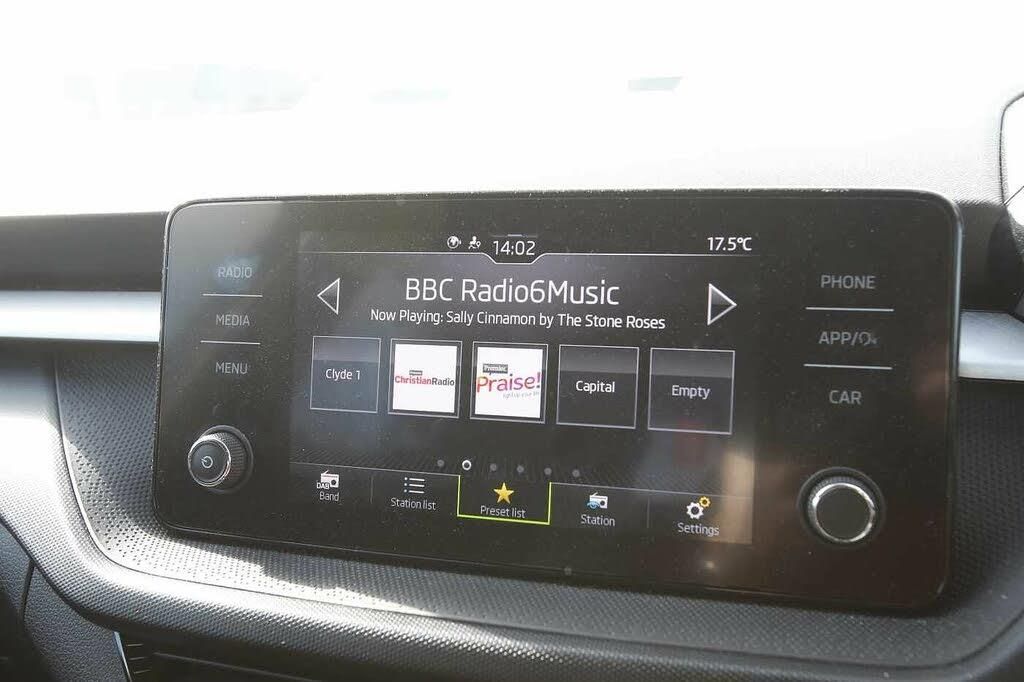 14:02
17.5°C
RADIO
MEDIA
MENU
BBC Radio6Music
Now Playing: Sally Cinnamon by The Stone Roses
Clyde 1
Premier
ChristianRadio
Premier
Praise!
Capital
Empty
PHONE
APP/
CAR
DAB
Band
Station list
Preset list
Station
Settings